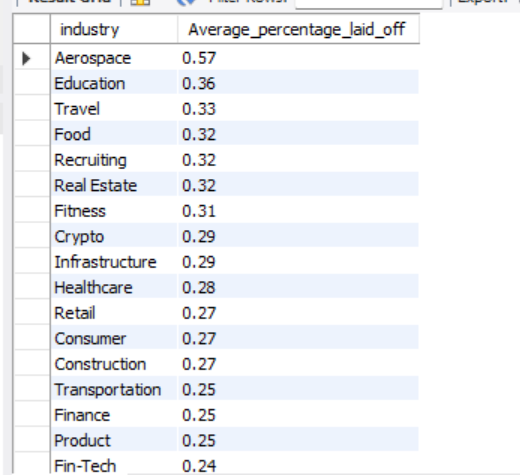 Result Grid | Filter Rows: | Export:
industry Average_percentage_laid_off
Aerospace 0.57
Education 0.36
Travel 0.33
Food 0.32
Recruiting 0.32
Real Estate 0.32
Fitness 0.31
Crypto 0.29
Infrastructure 0.29
Healthcare 0.28
Retail 0.27
Consumer 0.27
Construction 0.27
Transportation 0.25
Finance 0.25
Product 0.25
Fin-Tech 0.24